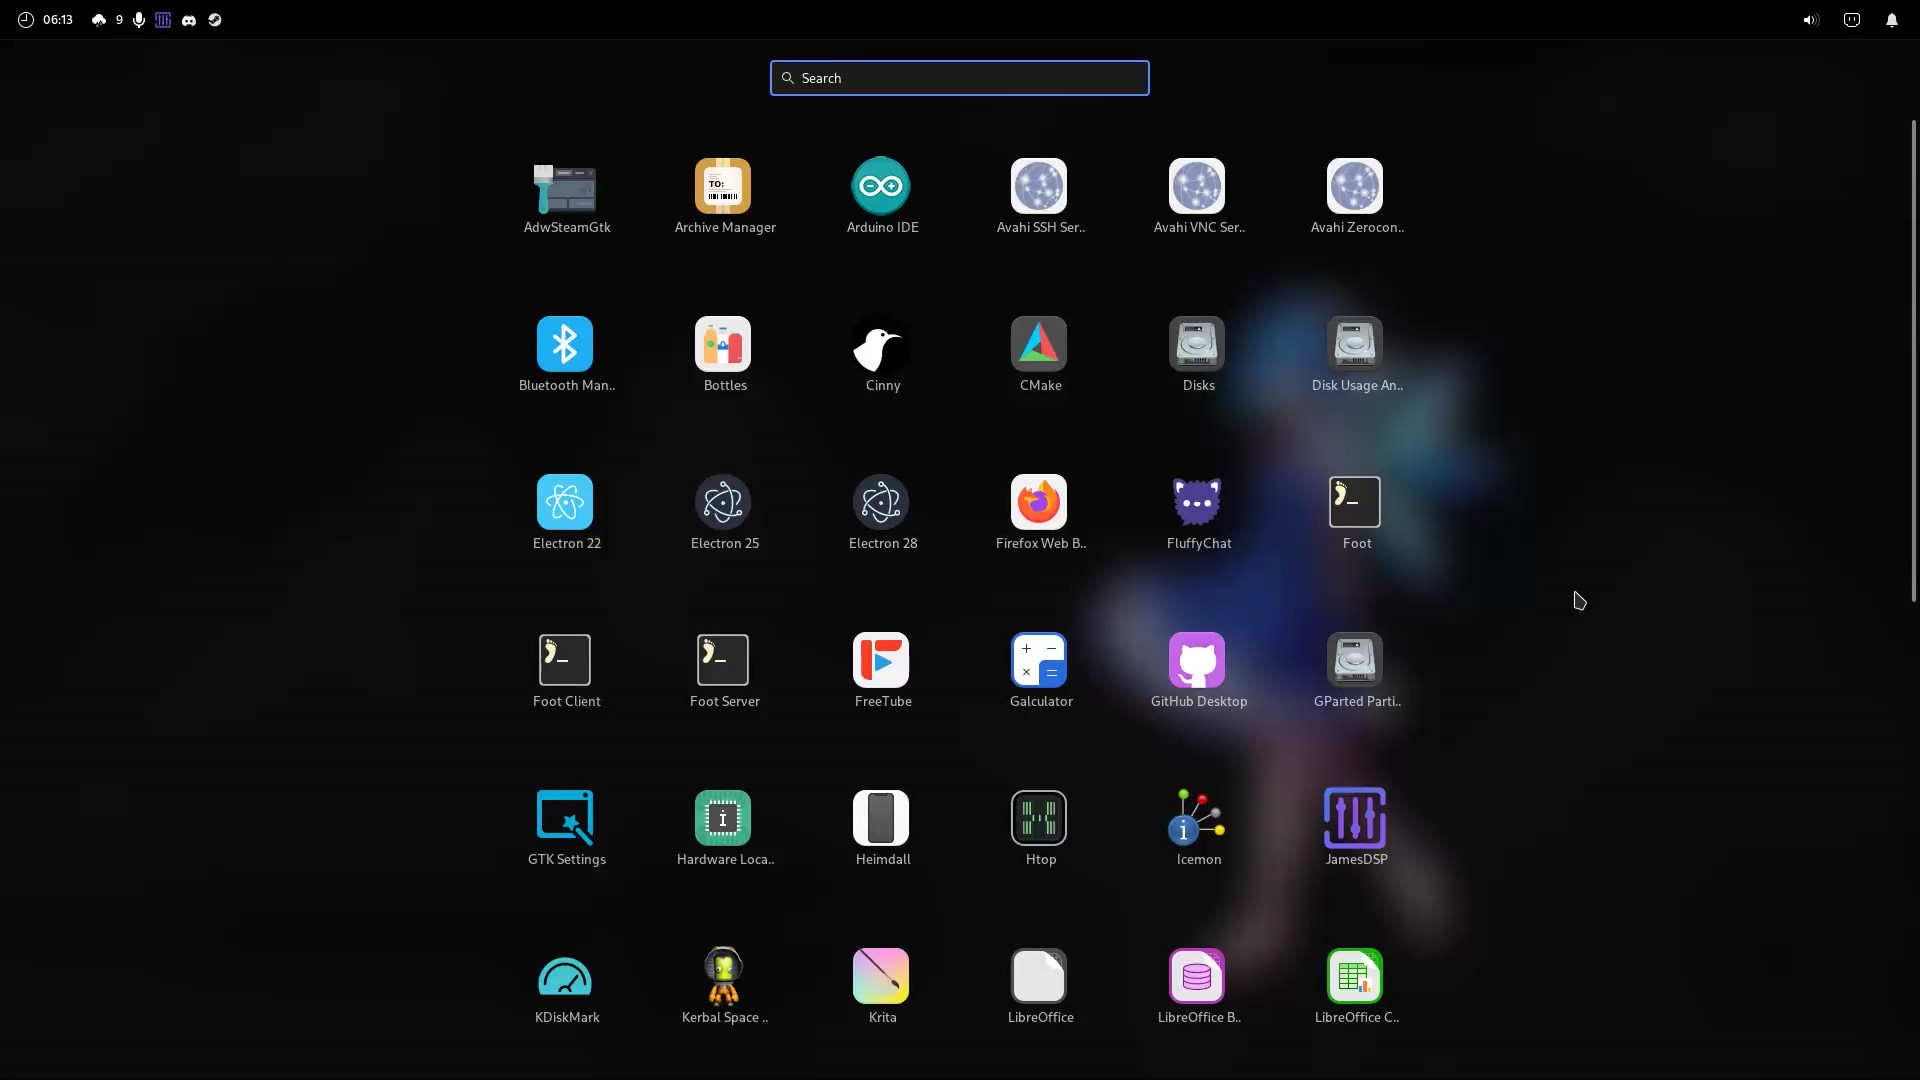 06:13
9
Search
TO:
AdwSteamGtk
Archive Manager
Arduino IDE
Avahi SSH Ser..
Avahi VNC Ser..
Avahi Zerocon..
Bluetooth Man..
Bottles
Cinny
CMake
Disks
Disk Usage An..
Electron 22
Electron 25
Electron 28
Firefox Web B..
FluffyChat
Foot
Foot Client
Foot Server
FreeTube
Galculator
GitHub Desktop
GParted Parti..
GTK Settings
Hardware Loca..
Heimdall
Htop
Icemon
JamesDSP
KDiskMark
Kerbal Space ..
Krita
LibreOffice
LibreOffice B..
LibreOffice C..